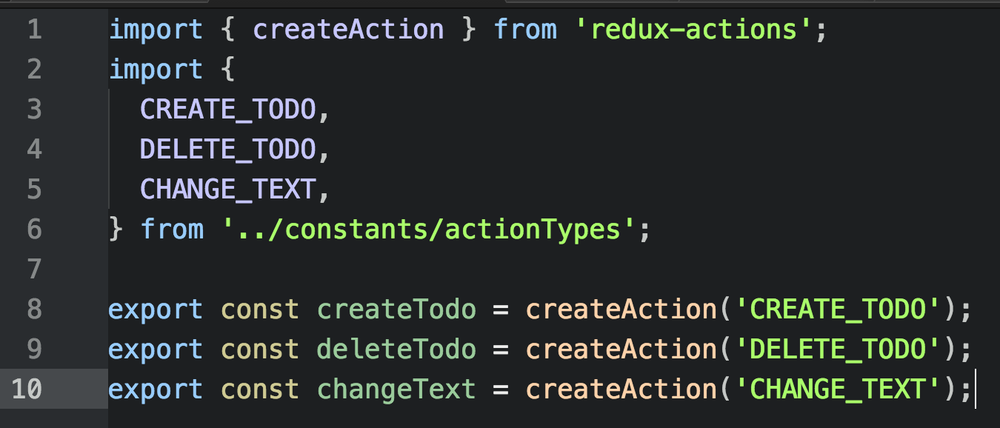 1 import { createAction } from 'redux-actions';
2 import {
3   CREATE_TODO,
4   DELETE_TODO,
5   CHANGE_TEXT,
6 } from '../constants/actionTypes';
7
8 export const createTodo = createAction('CREATE_TODO');
9 export const deleteTodo = createAction('DELETE_TODO');
10 export const changeText = createAction('CHANGE_TEXT');